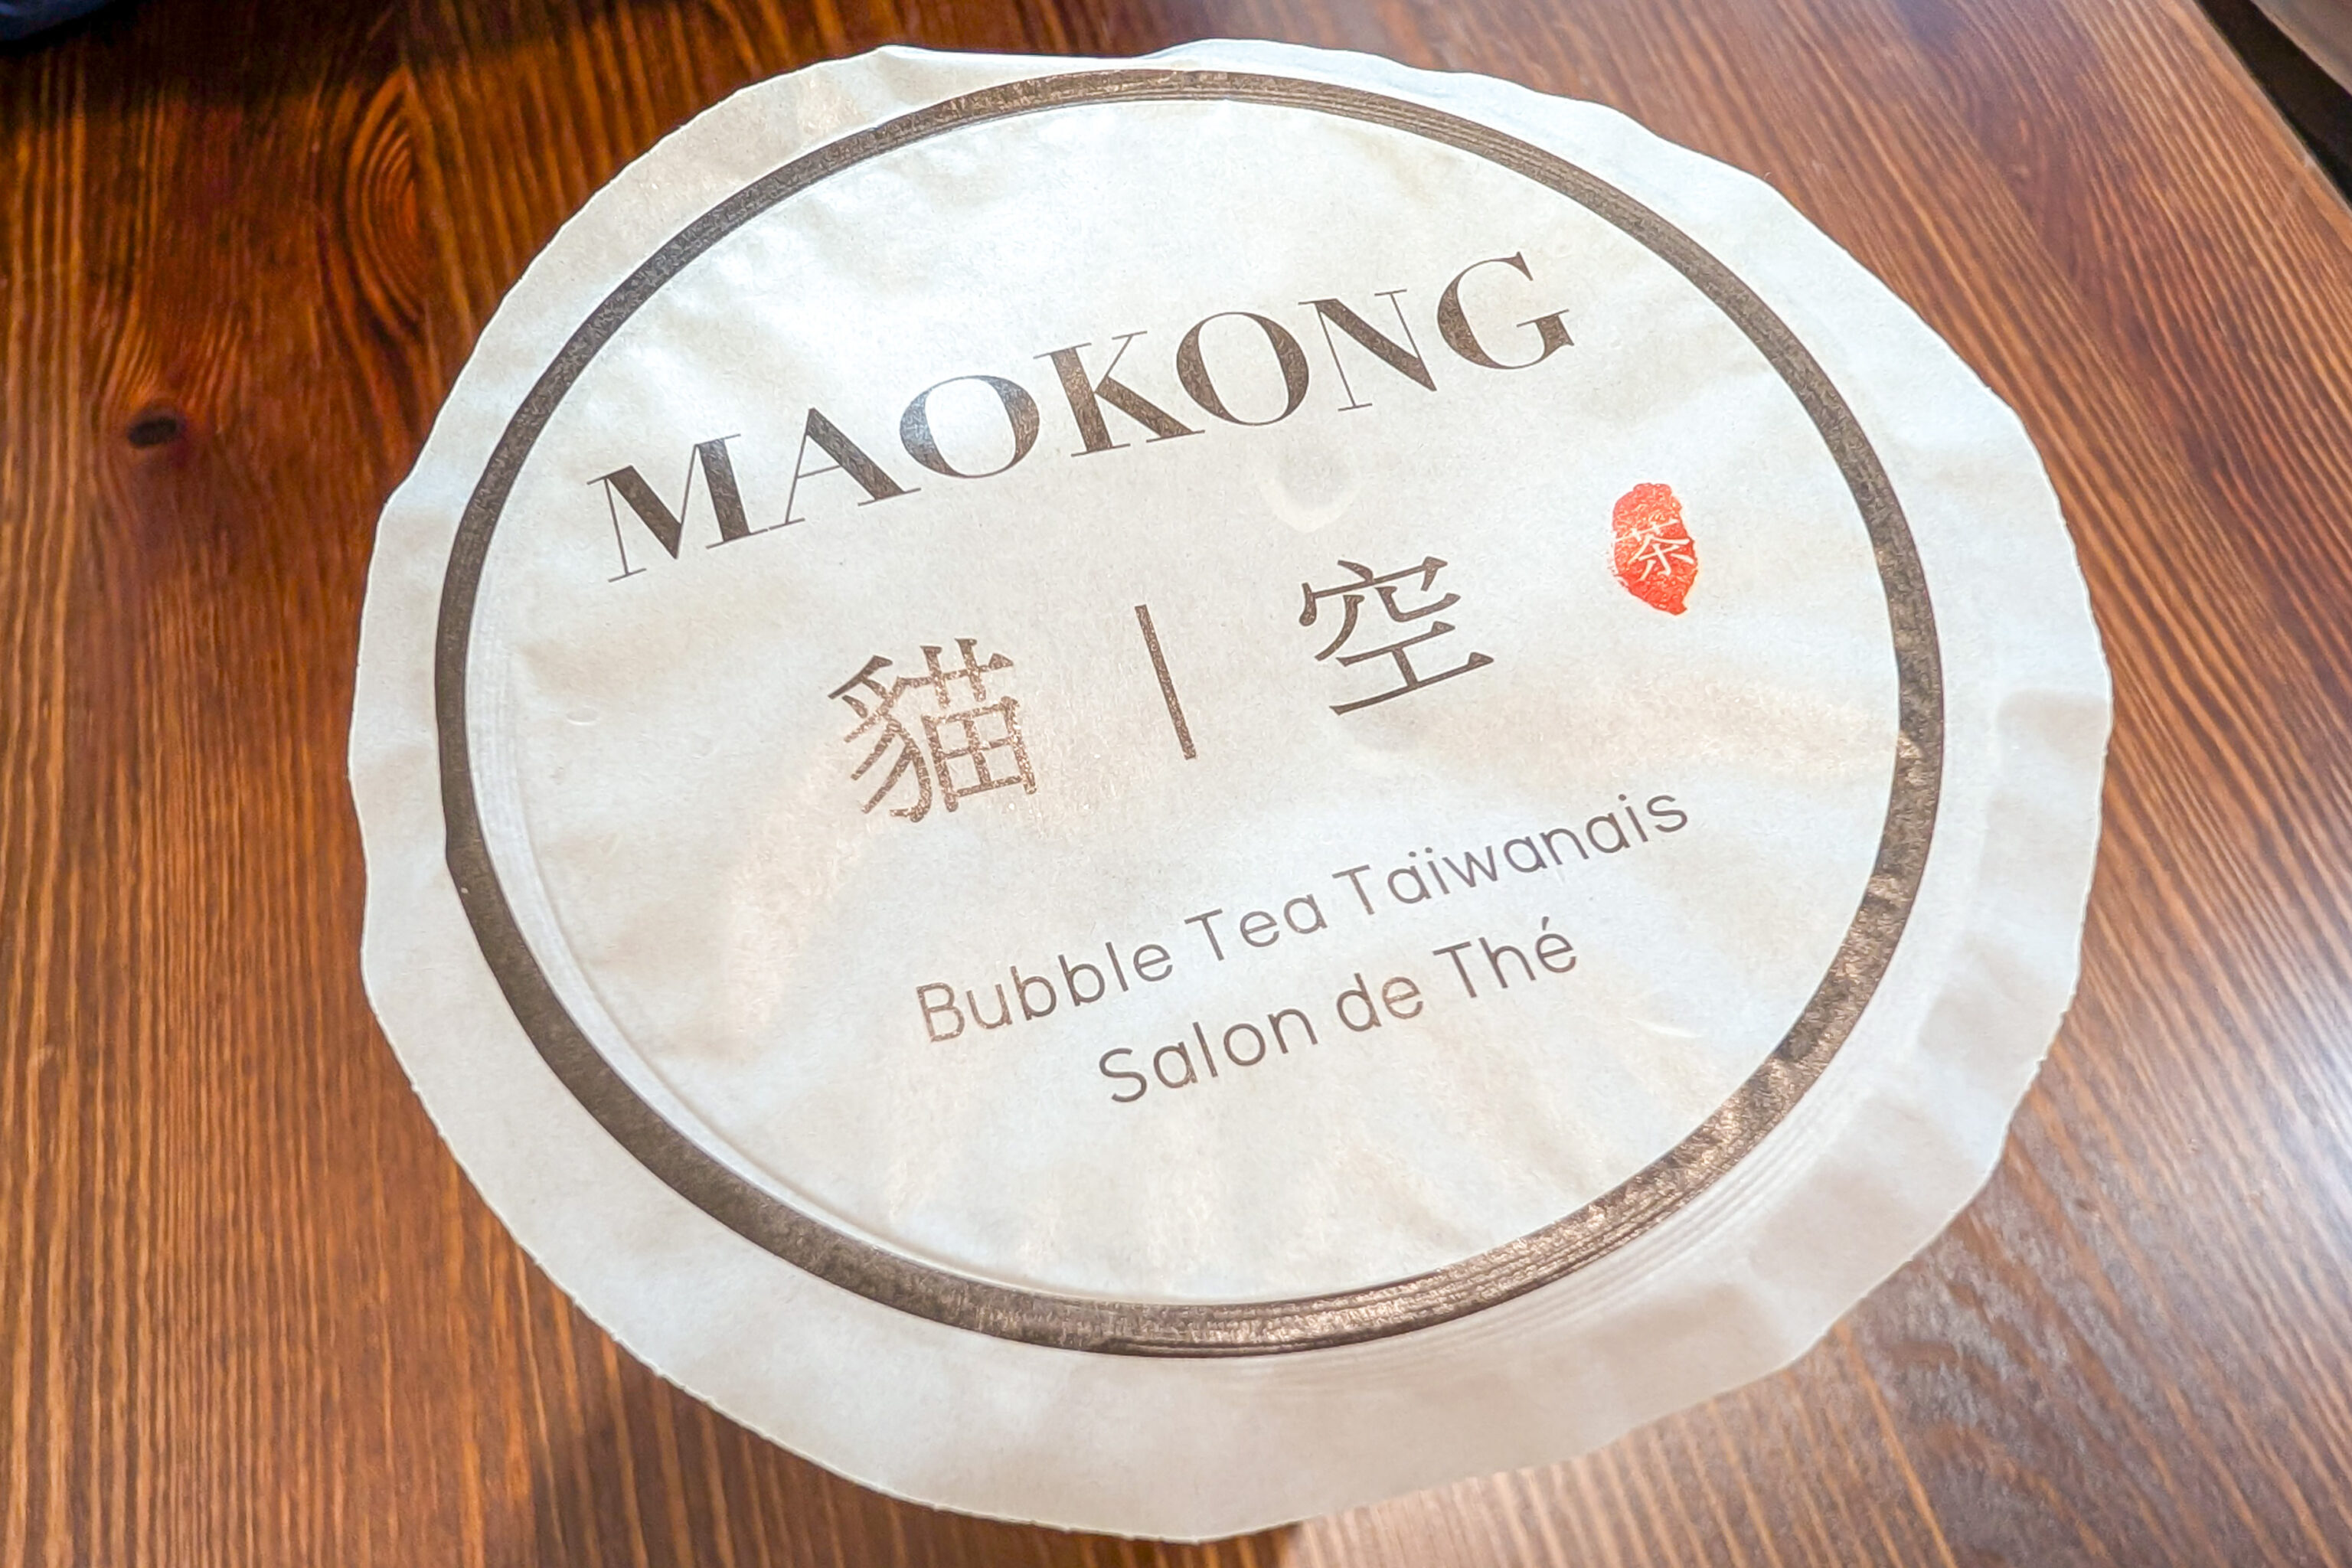 MAOKONG
貓 | 空
茶
Bubble Tea Taïwanais
Salon de Thé